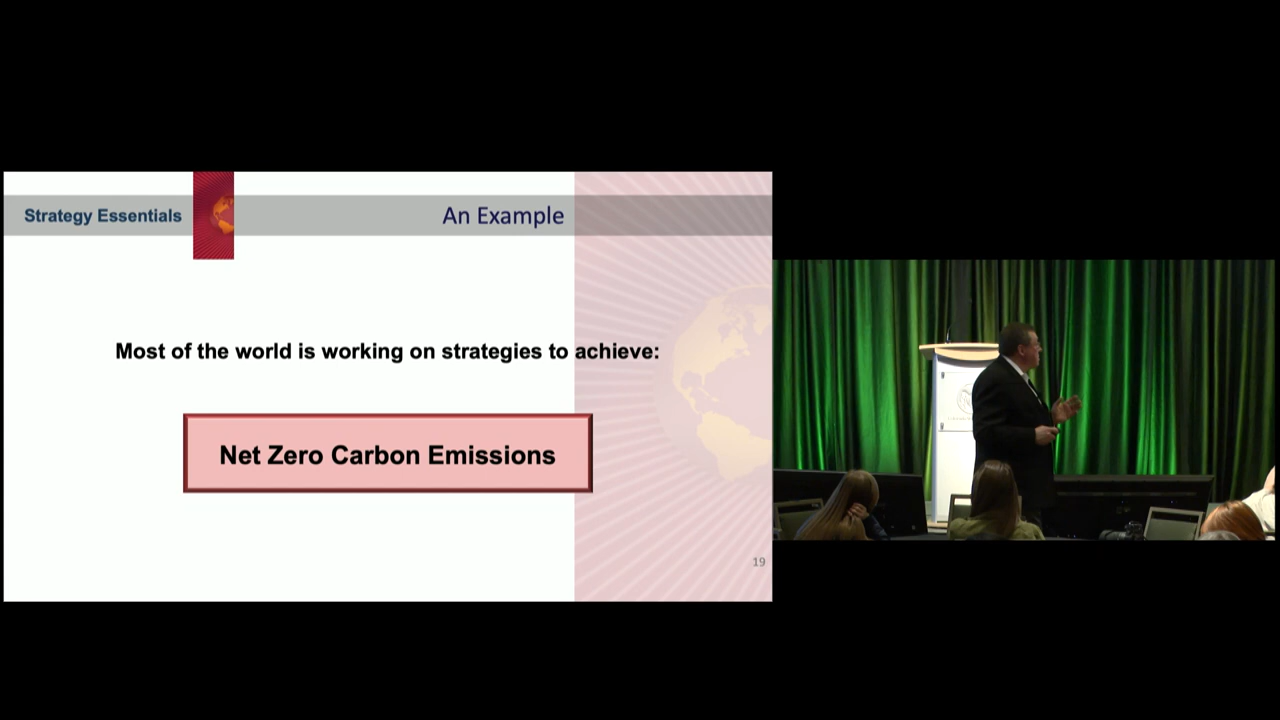 Strategy Essentials
An Example
Most of the world is working on strategies to achieve:
Net Zero Carbon Emissions
19